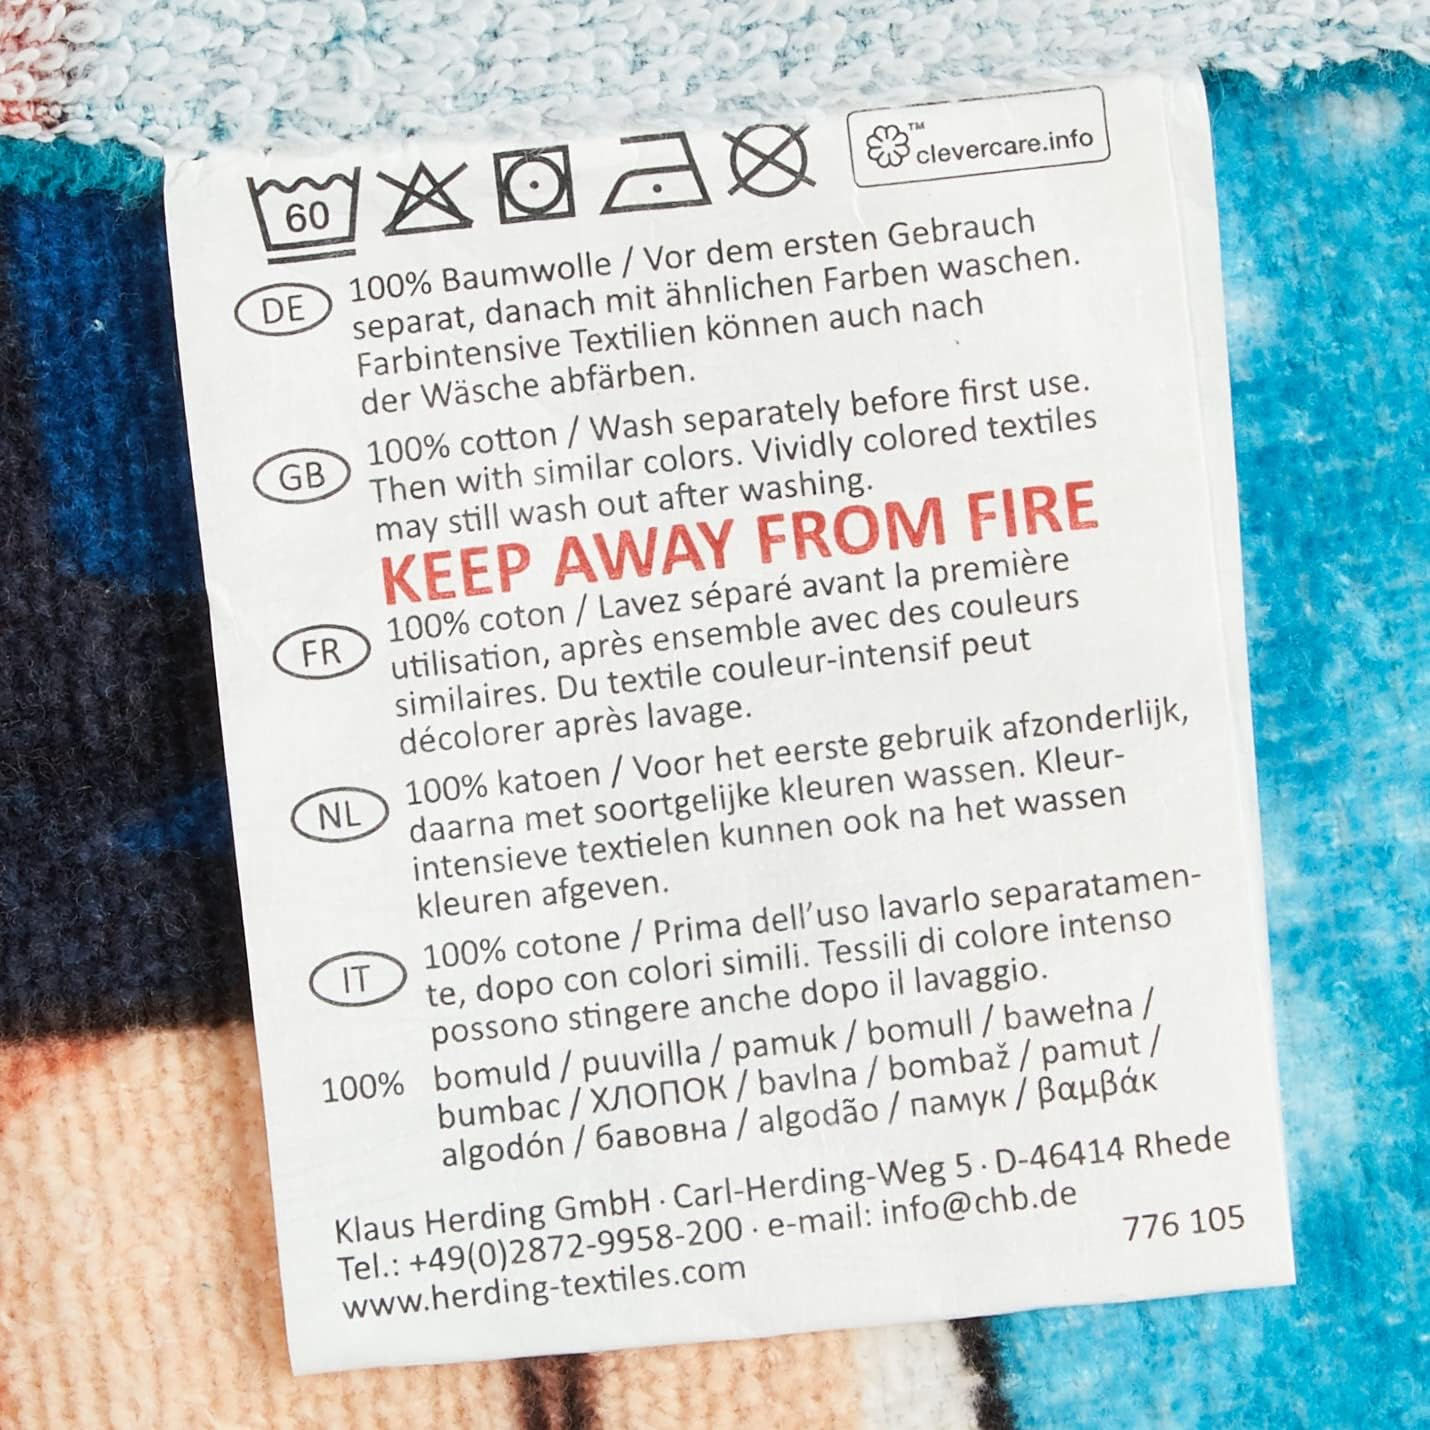 60
™
clevercare.info
DE
100% Baumwolle / Vor dem ersten Gebrauch
separat, danach mit ähnlichen Farben waschen.
Farbintensive Textilien können auch nach
der Wäsche abfärben.
GB
100% cotton / Wash separately before first use.
Then with similar colors. Vividly colored textiles
may still wash out after washing.
KEEP AWAY FROM FIRE
FR
100% coton / Lavez séparé avant la première
utilisation, après ensemble avec des couleurs
similaires. Du textile couleur-intensif peut
décolorer après lavage.
NL
100% katoen / Voor het eerste gebruik afzonderlijk,
daarna met soortgelijke kleuren wassen. Kleur-
intensieve textielen kunnen ook na het wassen
kleuren afgeven.
IT
100% cotone / Prima dell'uso lavarlo separatamen-
te, dopo con colori simili. Tessili di colore intenso
possono stingere anche dopo il lavaggio.
100% bomuld / puuvilla / pamuk / bomull / bawełna /
bumbac / ХЛОПОК / bavlna / bombaž / pamut /
algodón / бавовна / algodão / памук / βαμβάκ
Klaus Herding GmbH · Carl-Herding-Weg 5 · D-46414 Rhede
Tel.: +49(0)2872-9958-200 · e-mail: info@chb.de
www.herding-textiles.com
776 105